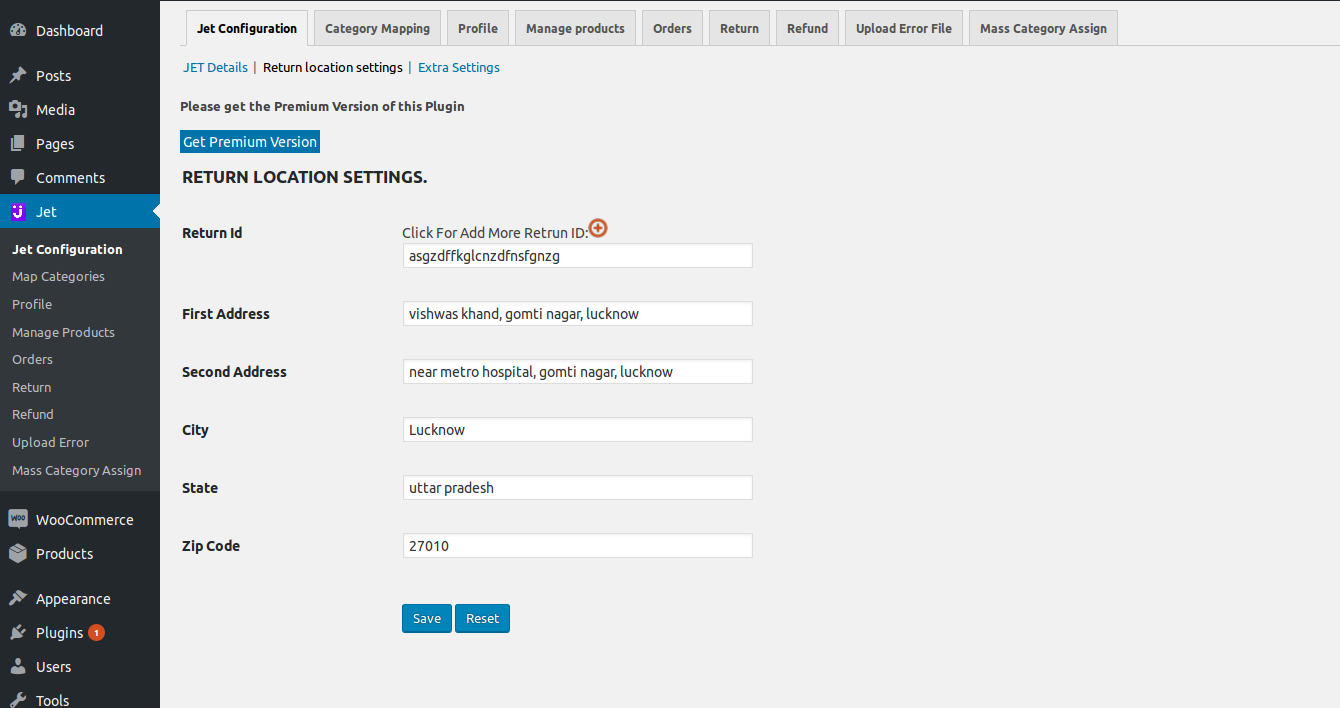 Dashboard
Posts
Media
Pages
Comments
Jet
Jet Configuration
Map Categories
Profile
Manage Products
Orders
Return
Refund
Upload Error
Mass Category Assign
WOO WooCommerce
Products
Appearance
Plugins 1
Users
Tools
Jet Configuration Category Mapping Profile Manage products Orders Return Refund Upload Error File Mass Category Assign
JET Details | Return location settings | Extra Settings
Please get the Premium Version of this Plugin
Get Premium Version
RETURN LOCATION SETTINGS.
Return Id Click For Add More Retrun ID:
asgzdffkglcnzdfnsfgnzg
First Address vishwas khand, gomti nagar, lucknow
Second Address near metro hospital, gomti nagar, lucknow
City Lucknow
State uttar pradesh
Zip Code 27010
Save Reset